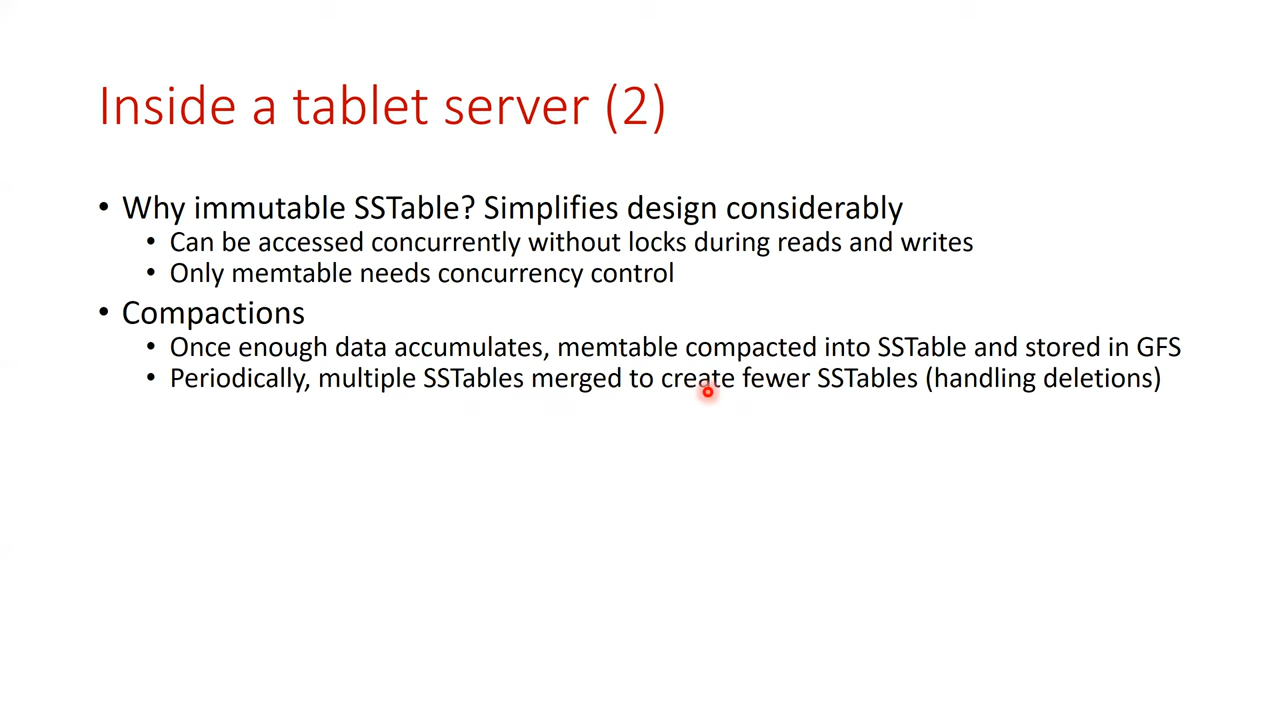 Inside a tablet server (2)
• Why immutable SSTable? Simplifies design considerably
• Can be accessed concurrently without locks during reads and writes
• Only memtable needs concurrency control
• Compactions
• Once enough data accumulates, memtable compacted into SSTable and stored in GFS
• Periodically, multiple SSTables merged to create fewer SSTables (handling deletions)